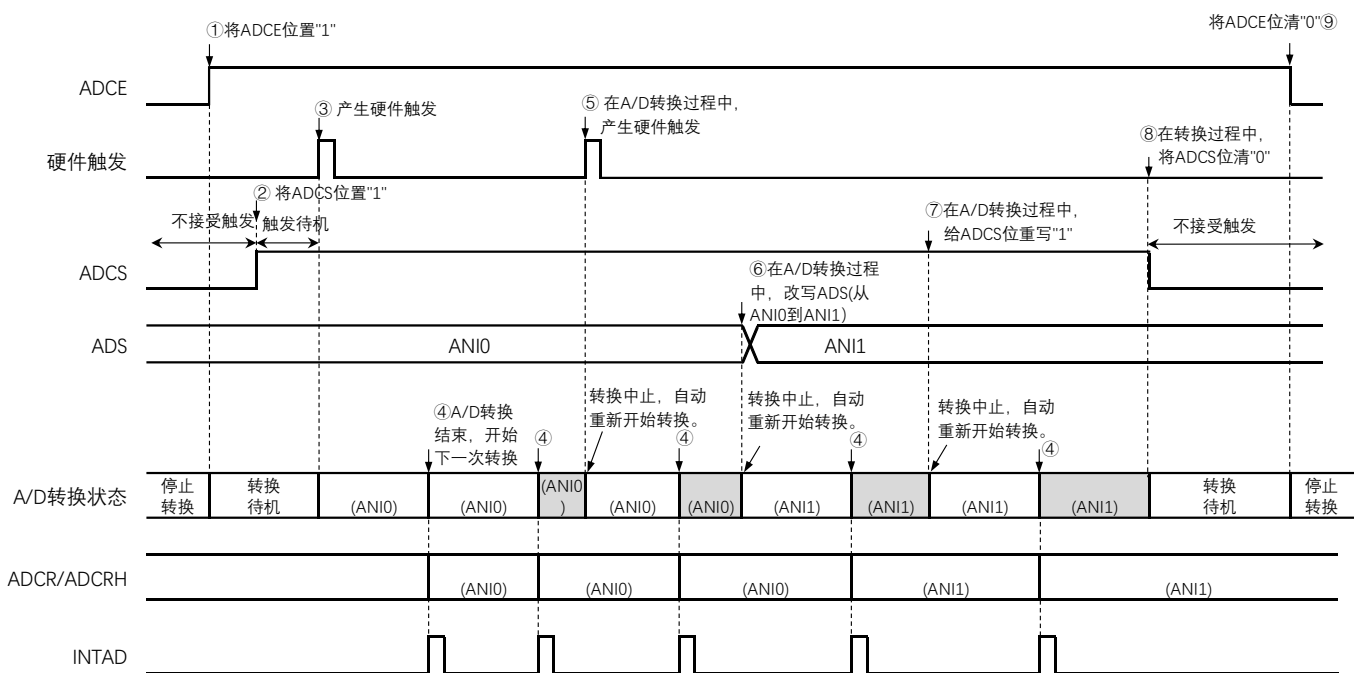 ①将ADCE位置"1"
将ADCE位清"0"⑨
ADCE
③ 产生硬件触发
⑤ 在A/D转换过程中,
产生硬件触发
⑧在转换过程中,
将ADCS位清"0"
硬件触发
② 将ADCS位置"1"
不接受触发
触发待机
⑦在A/D转换过程中,
给ADCS位重写"1"
不接受触发
ADCS
⑥在A/D转换过程
中，改写ADS(从
ANI0到ANI1)
ADS
ANI0
ANI1
④A/D转换
结束，开始
下一次转换
④
转换中止，自动
重新开始转换。
④
转换中止，自动
重新开始转换。
④
转换中止，自动
重新开始转换。
④
A/D转换状态
停止
转换
转换
待机
(ANI0)
(ANI0)
(ANI0
)
(ANI0)
(ANI0)
(ANI1)
(ANI1)
(ANI1)
(ANI1)
转换
待机
停止
转换
ADCR/ADCRH
(ANI0)
(ANI0)
(ANI0)
(ANI1)
(ANI1)
INTAD